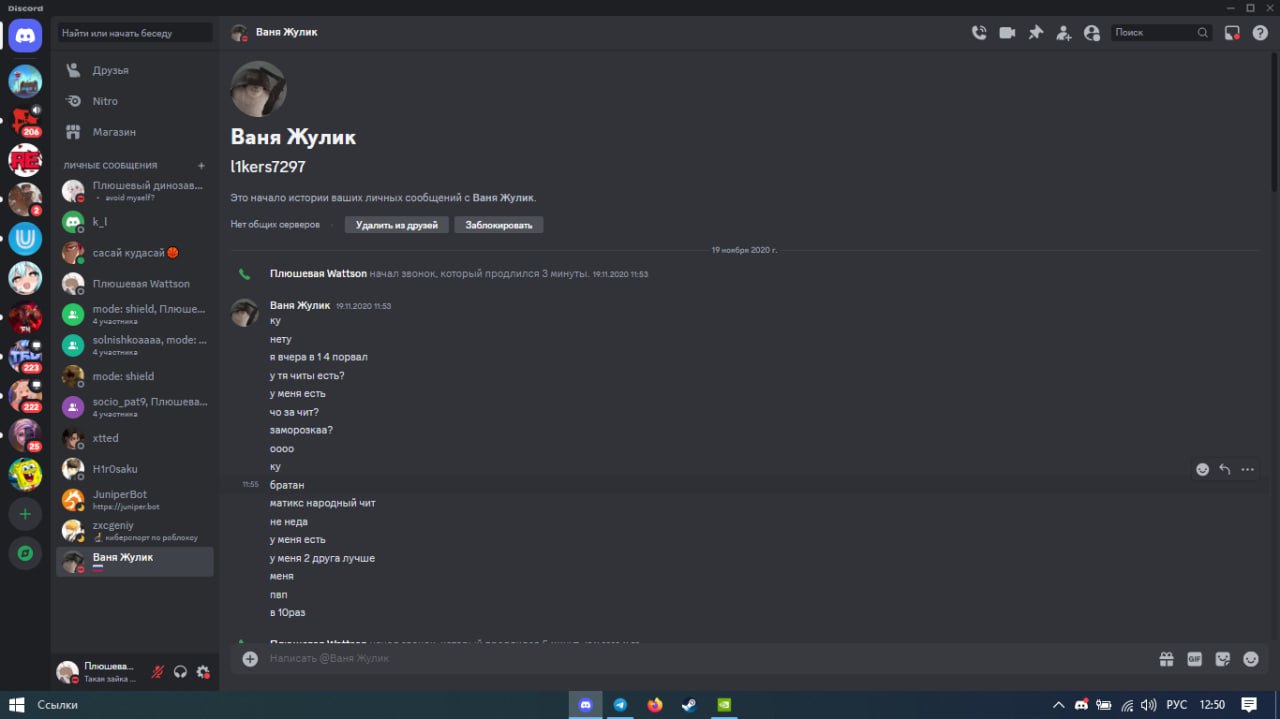 Discord
Найти или начать беседу
Ваня Жулик
Поиск
Друзья
Nitro
Магазин
ЛИЧНЫЕ СООБЩЕНИЯ
Плюшевый динозав...
avoid myself?
k_l
сасай кудасай
Плюшевая Wattson
mode: shield, Плюше...
4 участника
solnishkoaaaa, mode: ...
4 участника
mode: shield
socio_pat9, Плюшева...
4 участника
xtted
H1r0saku
JuniperBot
https://juniper.bot
zxcgeniy
киберспорт по роблоксу
Ваня Жулик
206
2
223
222
25
Ваня Жулик
l1kers7297
Это начало истории ваших личных сообщений с Ваня Жулик.
Нет общих серверов
Удалить из друзей
Заблокировать
19 ноября 2020 г.
Плюшевая Wattson начал звонок, который продлился 3 минуты. 19.11.2020 11:53
Ваня Жулик 19.11.2020 11:53
ку
нету
я вчера в 1 4 порвал
у тя читы есть?
у меня есть
чо за чит?
заморозкаа?
оооо
ку
11:55 братан
матикс народный чит
не неда
у меня есть
у меня 2 друга лучше
меня
пвп
в 10раз
Плюшевая Wattson начал звонок, который продлился
Написать @Ваня Жулик
GIF
Плюшева...
Такая зайка ...
Ссылки
РУС
12:50